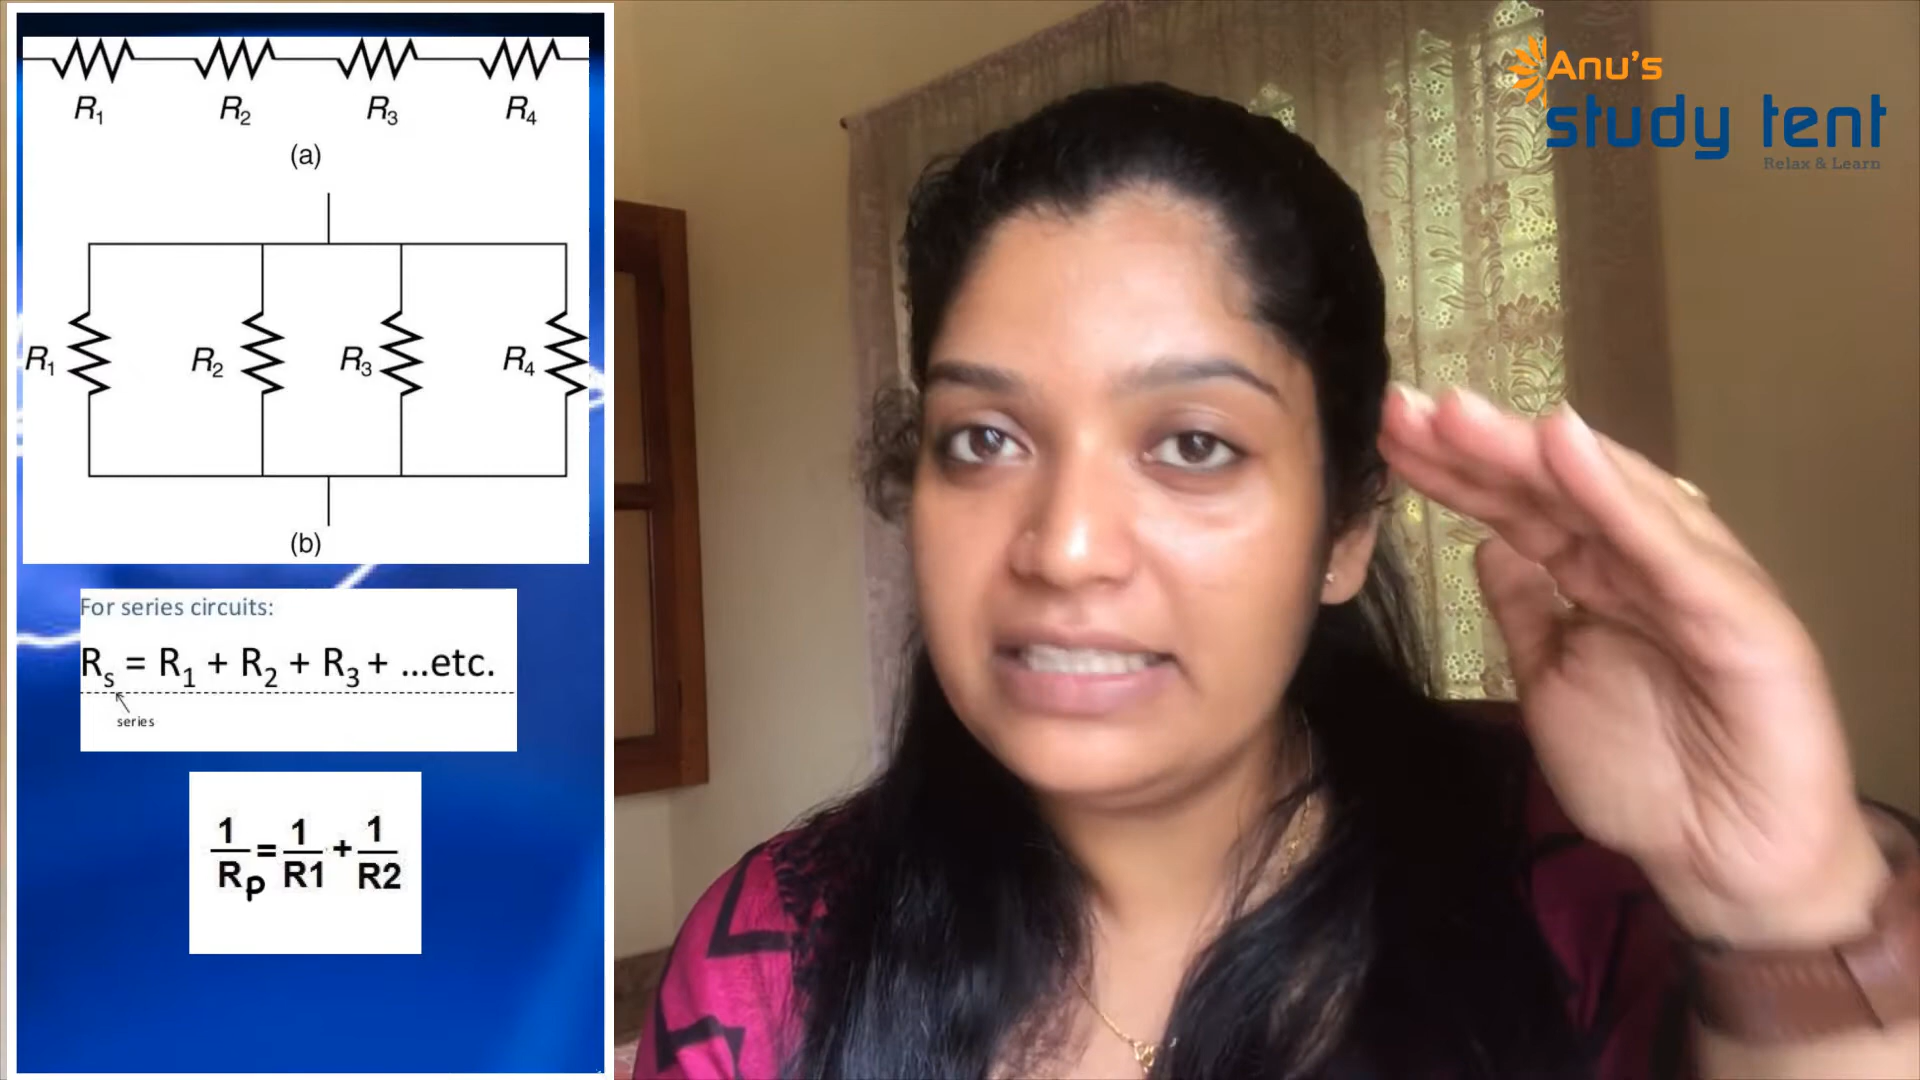 R1 R2 R3 R4
(a)
R1 R2 R3 R4
(b)
For series circuits:
Rs = R1 + R2 + R3 + ...etc.
series
1/Rp = 1/R1 + 1/R2
Anu's
study tent
Relax & Learn